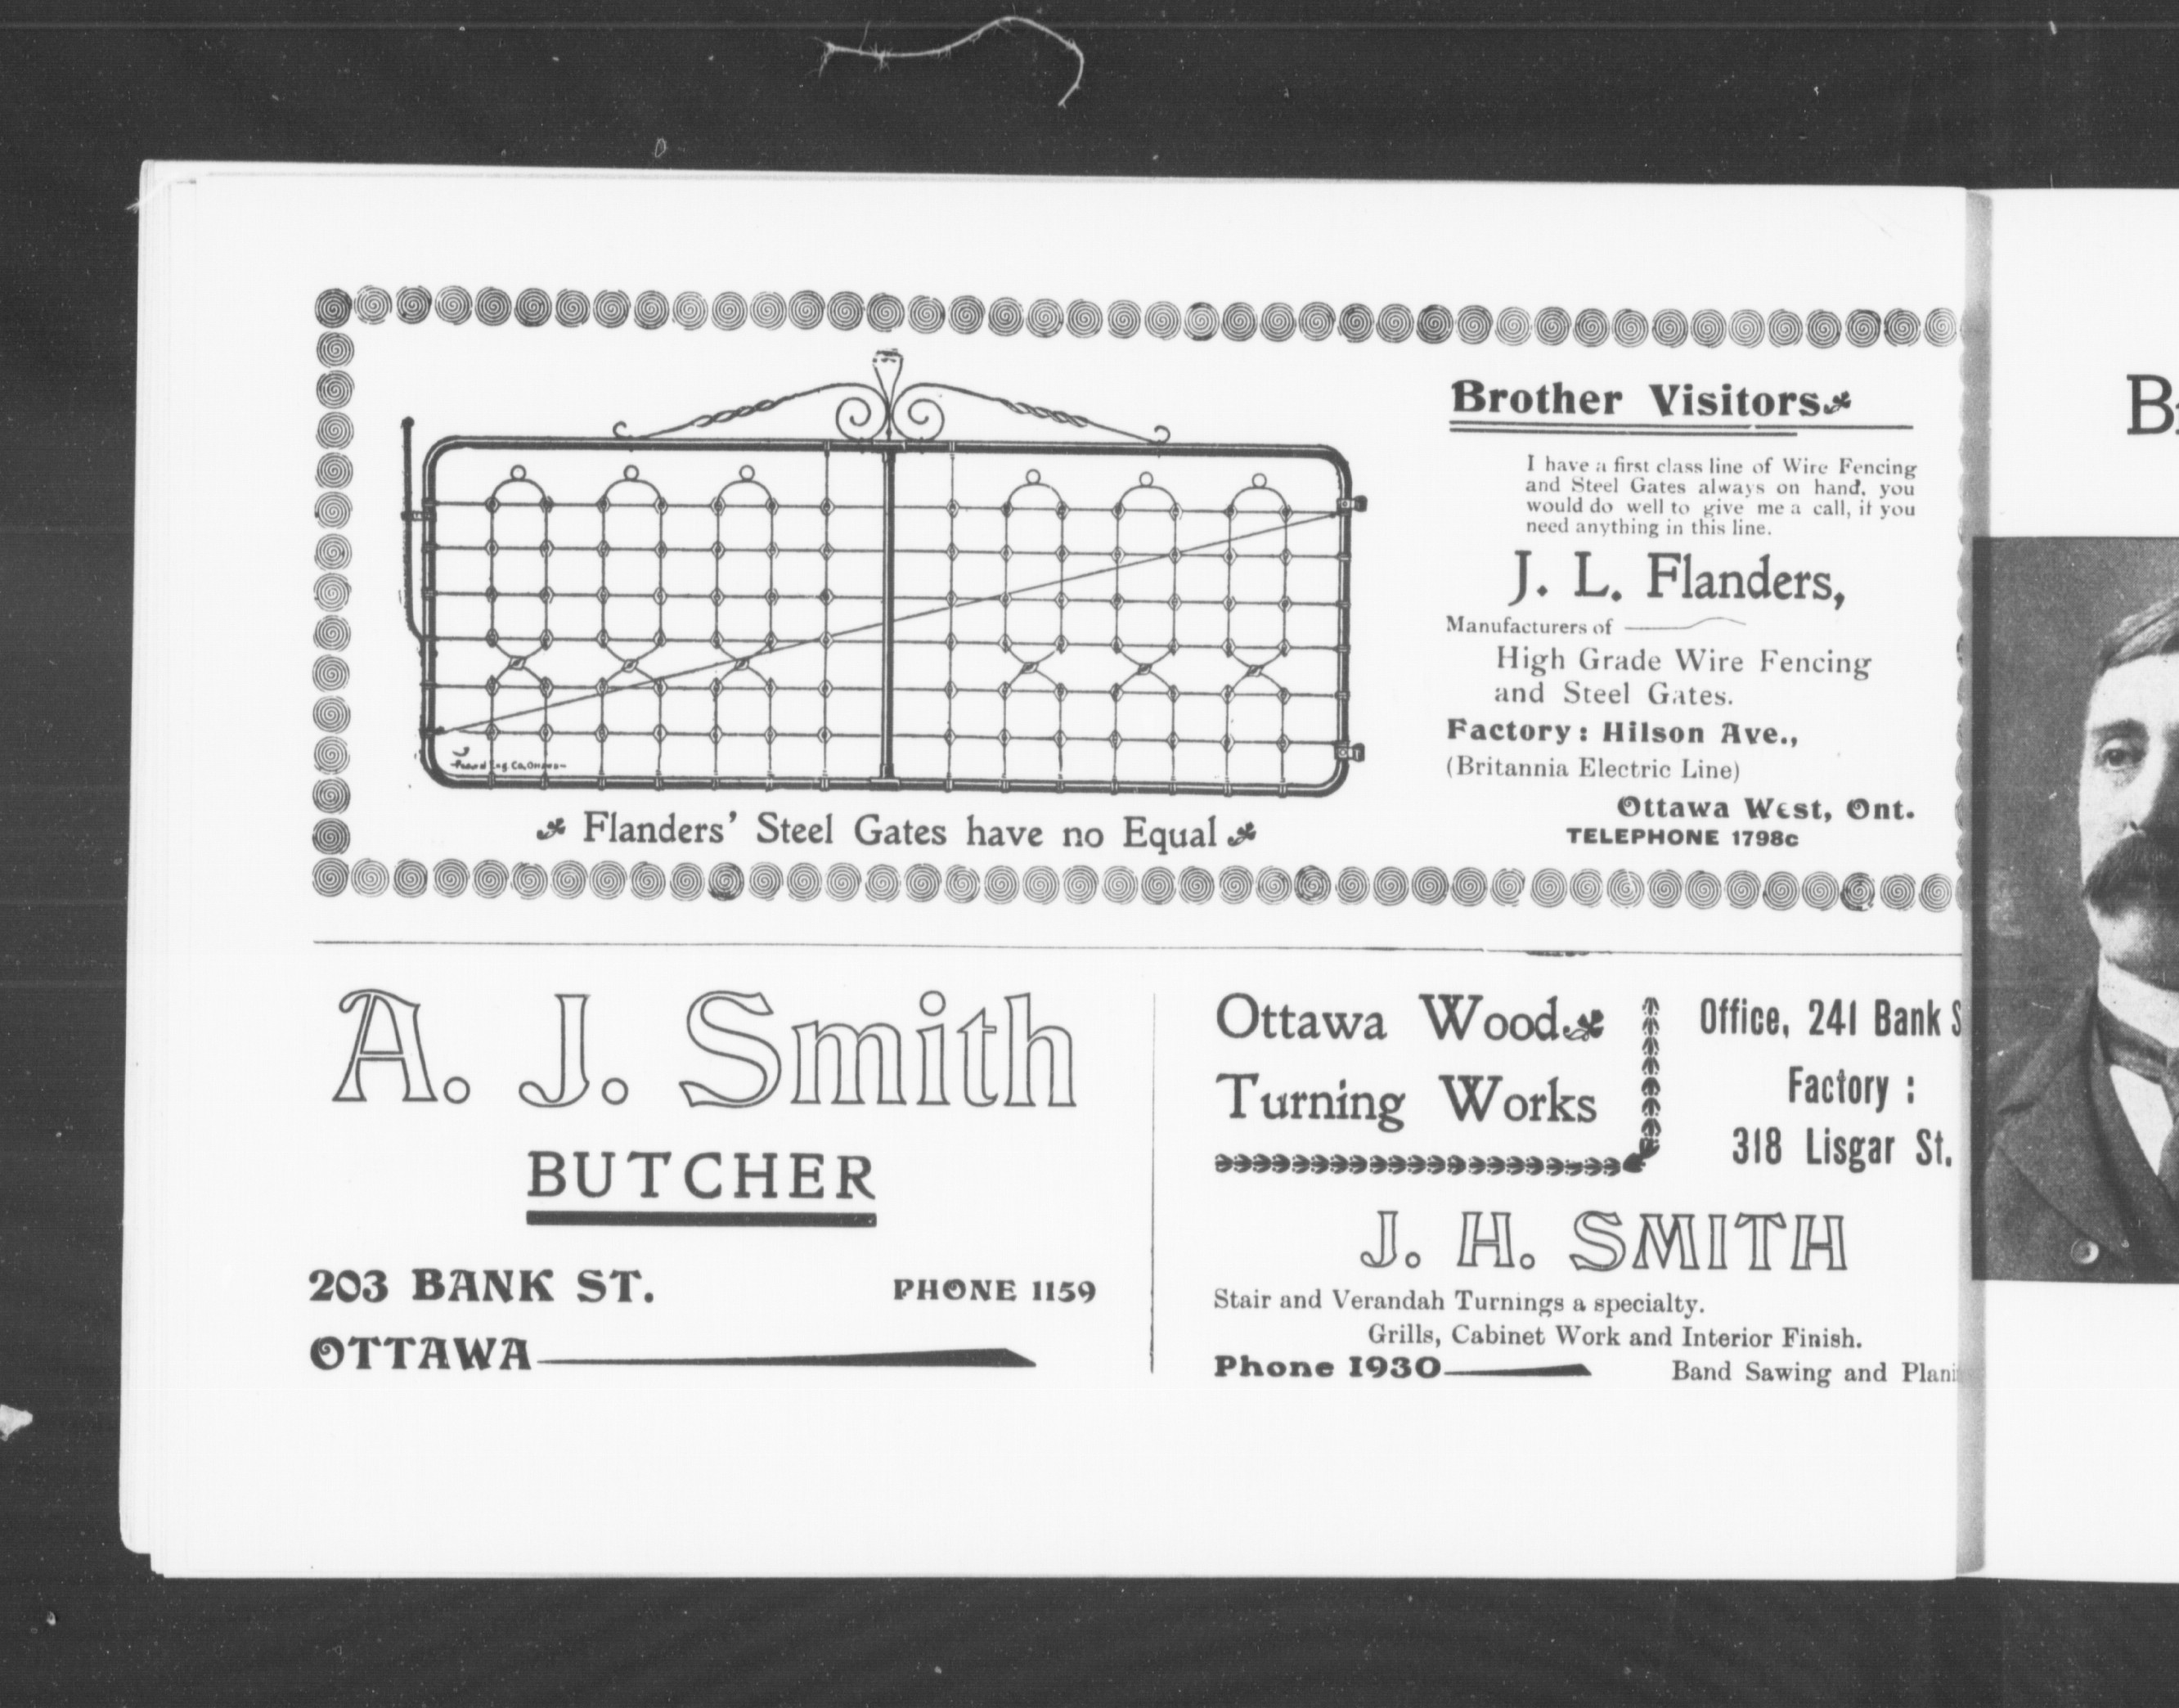 Brother Visitors
I have a first class line of Wire Fencing
and Steel Gates always on hand, you
would do well to give me a call, if you
need anything in this line.
J. L. Flanders,
Manufacturers of
High Grade Wire Fencing
and Steel Gates.
Factory: Hilson Ave.,
(Britannia Electric Line)
Ottawa West, Ont.
TELEPHONE 1798c
Flanders' Steel Gates have no Equal
A. J. Smith
BUTCHER
203 BANK ST.
PHONE 1159
OTTAWA
Ottawa Wood
Turning Works
Office, 241 Bank S
Factory :
318 Lisgar St.
J. H. SMITH
Stair and Verandah Turnings a specialty.
Grills, Cabinet Work and Interior Finish.
Phone 1930
Band Sawing and Plani